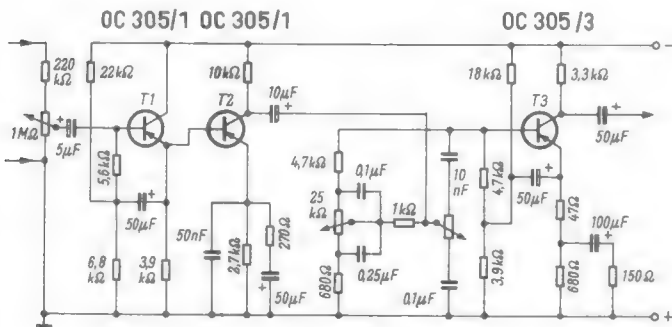 OC 305/1 OC 305/1 OC 305/3
220 kΩ
22kΩ
T1
10kΩ
T2
10µF
18kΩ
T3
3,3kΩ
1MΩ
5µF
5,6kΩ
50µF
6,8 kΩ
3,9 kΩ
50nF
2,7kΩ
270Ω
50µF
4,7kΩ
0,1µF
25 kΩ
1kΩ
0,25µF
680Ω
10 nF
0,1µF
4,7kΩ
3,9kΩ
50µF
50µF
47Ω
100µF
680Ω
150Ω